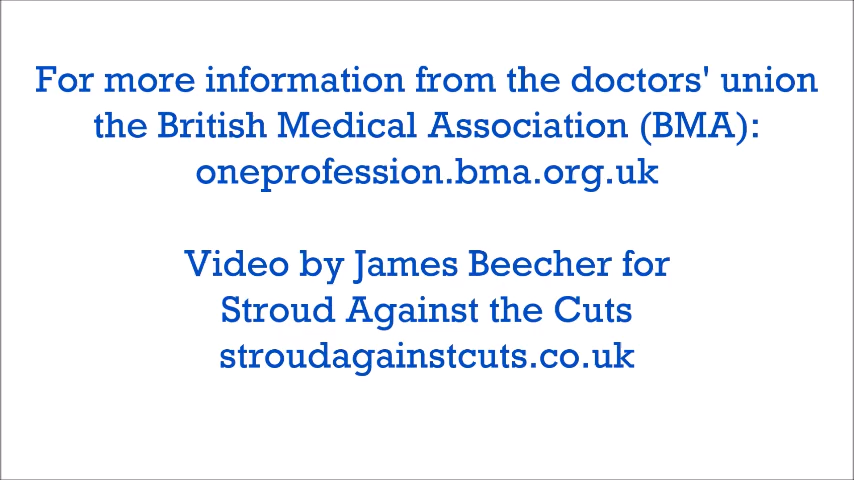 For more information from the doctors' union
the British Medical Association (BMA):
oneprofession.bma.org.uk
Video by James Beecher for
Stroud Against the Cuts
stroudagainstcuts.co.uk